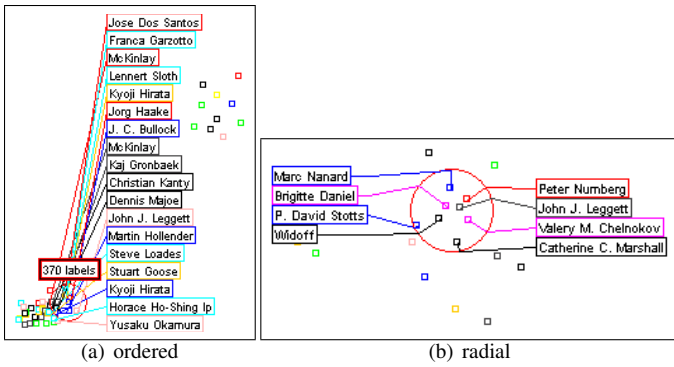 Jose Dos Santos
Franca Garzotto
McKinlay
Lennert Sloth
Kyoji Hirata
Jorg Haake
J. C. Bullock
McKinlay
Kaj Gronbaek
Christian Kanty
Dennis Majoe
John J. Leggett
Martin Hollender
370 labels
Steve Loades
Stuart Goose
Kyoji Hirata
Horace Ho-Shing Ip
Yusaku Okamura
(a) ordered
Marc Nanard
Brigitte Daniel
P. David Stotts
Widoff
Peter Nurnberg
John J. Leggett
Valery M. Chelnokov
Catherine C. Marshall
(b) radial